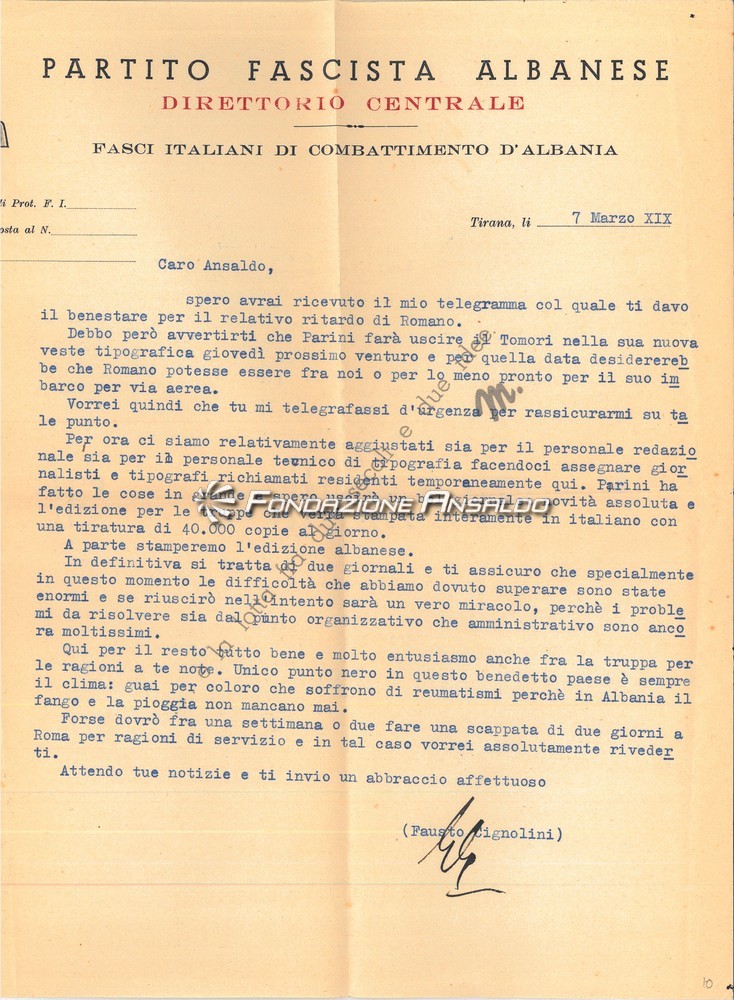 PARTITO FASCISTA ALBANESE
DIRETTORIO CENTRALE
FASCI ITALIANI DI COMBATTIMENTO D'ALBANIA
di Prot. F. I.
osta al N.
Tirana, li 7 Marzo XIX
Caro Ansaldo,
spero avrai ricevuto il mio telegramma col quale ti davo
il benestare per il relativo ritardo di Romano.
Debbo però avvertirti che Parini farà uscire il Tomori nella sua nuova
veste tipografica giovedì prossimo venturo e per quella data desiderereb
be che Romano potesse essere fra noi o per lo meno pronto per il suo im
barco per via aerea.
Vorrei quindi che tu mi telegrafassi d'urgenza per rassicurarmi su ta
le punto.
Per ora ci siamo relativamente aggiustati sia per il personale redazio
nale sia per il personale tecnico di tipografia facendoci assegnare gior
nalisti e tipografi richiamati residenti temporaneamente qui. Parini ha
fatto le cose in spero uscirà un novità assoluta e
l'edizione per le che verrà stampata interamente in italiano con
una tiratura di 40.000 copie al giorno.
A parte stamperemo l'edizione albanese.
In definitiva si tratta di due giornali e ti assicuro che specialmente
in questo momento le difficoltà che abbiamo dovuto superare sono state
enormi e se riuscirò nell'intento sarà un vero miracolo, perchè i proble
mi da risolvere sia dal punto organizzativo che amministrativo sono anco
ra moltissimi.
Qui per il resto tutto bene e molto entusiasmo anche fra la truppa per
le ragioni a te note. Unico punto nero in questo benedetto paese è sempre
il clima: guai per coloro che soffrono di reumatismi perchè in Albania il
fango e la pioggia non mancano mai.
Forse dovrò fra una settimana o due fare una scappata di due giorni a
Roma per ragioni di servizio e in tal caso vorrei assolutamente riveder
ti.
Attendo tue notizie e ti invio un abbraccio affettuoso
(Fausto Cignolini)
Fondazione Ansaldo
e la lotta fra due secoli e due idee.
m.
10